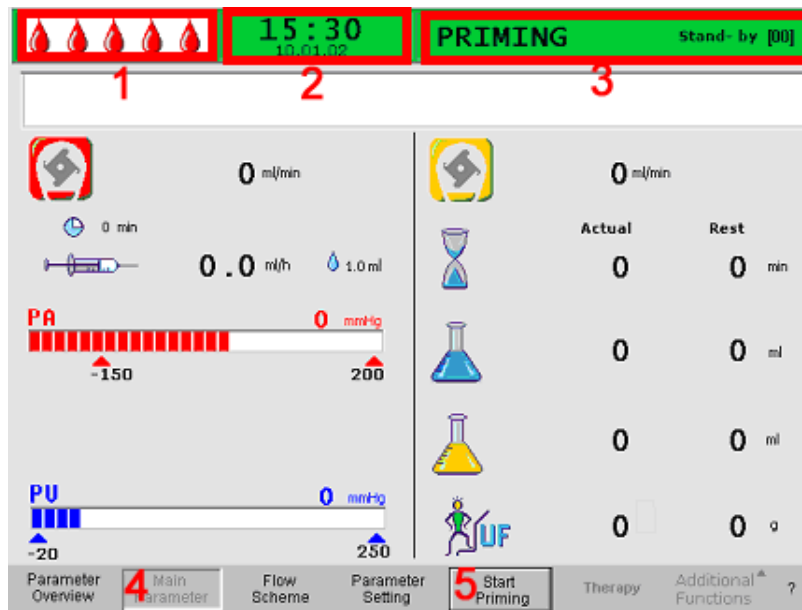 15:30
10.01.02
PRIMING Stand- by [00]
1 2 3
0 ml/min
0 ml/min
0 min
Actual Rest
0.0 ml/h 1.0 ml
0 0 min
PA 0 mmHg
-150 200
0 0 ml
0 0 ml
PV 0 mmHg
-20 250
UF 0 0 g
Parameter Overview
4 Main Parameter
Flow Scheme
Parameter Setting
5 Start Priming
Therapy
Additional Functions
?